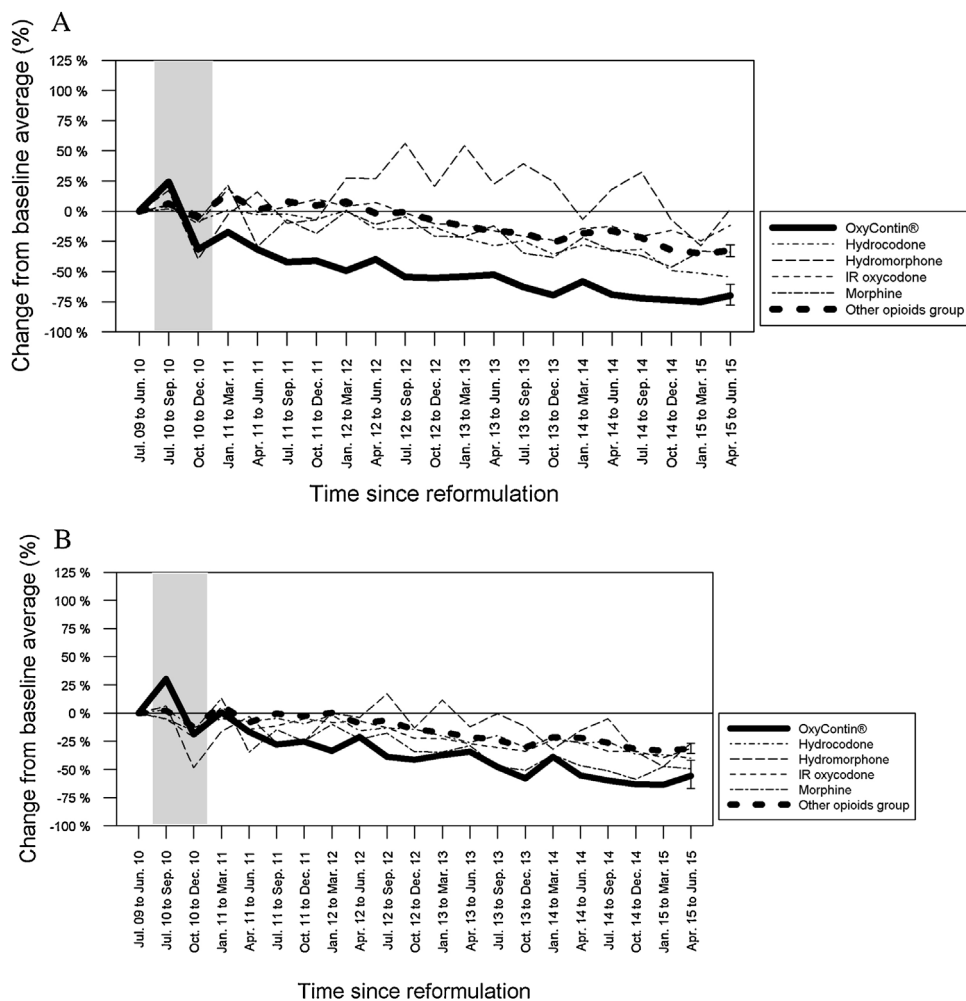 A
Change from baseline average (%)
125 %
100 %
75 %
50 %
25 %
0 %
-25 %
-50 %
-75 %
-100 %
Jul. 09 to Jun. 10
Jul. 10 to Sep. 10
Oct. 10 to Dec. 10
Jan. 11 to Mar. 11
Apr. 11 to Jun. 11
Jul. 11 to Sep. 11
Oct. 11 to Dec. 11
Jan. 12 to Mar. 12
Apr. 12 to Jun. 12
Jul. 12 to Sep. 12
Oct. 12 to Dec. 12
Jan. 13 to Mar. 13
Apr. 13 to Jun. 13
Jul. 13 to Sep. 13
Oct. 13 to Dec. 13
Jan. 14 to Mar. 14
Apr. 14 to Jun. 14
Jul. 14 to Sep. 14
Oct. 14 to Dec. 14
Jan. 15 to Mar. 15
Apr. 15 to Jun. 15
Time since reformulation
OxyContin®
Hydrocodone
Hydromorphone
IR oxycodone
Morphine
Other opioids group
B
Change from baseline average (%)
125 %
100 %
75 %
50 %
25 %
0 %
-25 %
-50 %
-75 %
-100 %
Jul. 09 to Jun. 10
Jul. 10 to Sep. 10
Oct. 10 to Dec. 10
Jan. 11 to Mar. 11
Apr. 11 to Jun. 11
Jul. 11 to Sep. 11
Oct. 11 to Dec. 11
Jan. 12 to Mar. 12
Apr. 12 to Jun. 12
Jul. 12 to Sep. 12
Oct. 12 to Dec. 12
Jan. 13 to Mar. 13
Apr. 13 to Jun. 13
Jul. 13 to Sep. 13
Oct. 13 to Dec. 13
Jan. 14 to Mar. 14
Apr. 14 to Jun. 14
Jul. 14 to Sep. 14
Oct. 14 to Dec. 14
Jan. 15 to Mar. 15
Apr. 15 to Jun. 15
Time since reformulation
OxyContin®
Hydrocodone
Hydromorphone
IR oxycodone
Morphine
Other opioids group